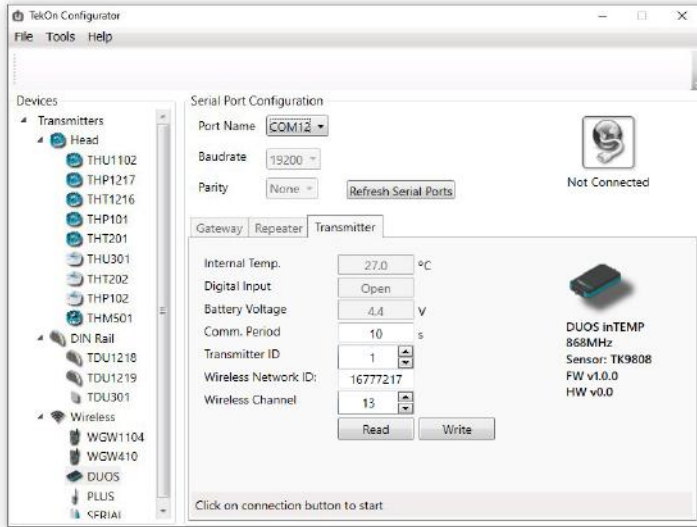 TekOn Configurator
File Tools Help
Devices
Transmitters
Head
THU1102
THP1217
THT1216
THP101
THT201
THU301
THT202
THP102
THM501
DIN Rail
TDU1218
TDU1219
TDU301
Wireless
WGW1104
WGW410
DUOS
PLUS
SERIAL
Serial Port Configuration
Port Name COM12
Baudrate 19200
Parity None Refresh Serial Ports
Not Connected
Gateway Repeater Transmitter
Internal Temp. 27.0 ºC
Digital Input Open
Battery Voltage 4.4 V
Comm. Period 10 s
Transmitter ID 1
Wireless Network ID: 16777217
Wireless Channel 13
Read Write
DUOS inTEMP
868MHz
Sensor: TK9808
FW v1.0.0
HW v0.0
Click on connection button to start